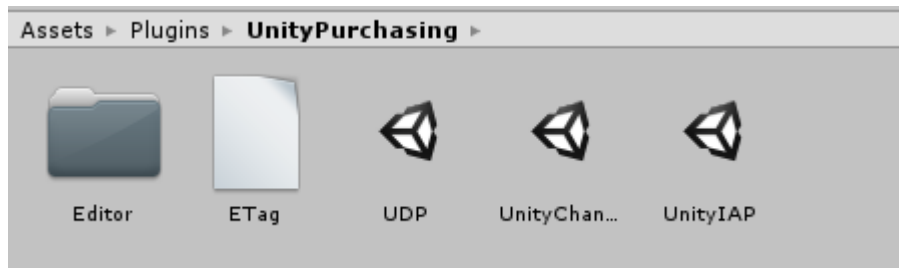 Assets ▸ Plugins ▸ UnityPurchasing ▸
Editor ETag UDP UnityChan... UnityIAP